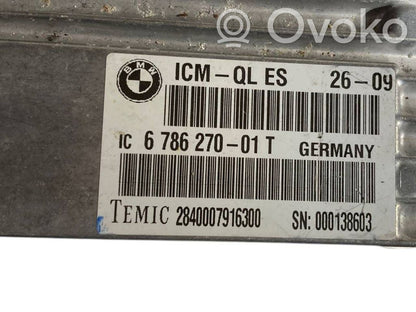 Ovoko
BMW
ICM-QL ES 26-09
IC 6 786 270-01 T GERMANY
TEMIC 2840007916300 SN: 000138603